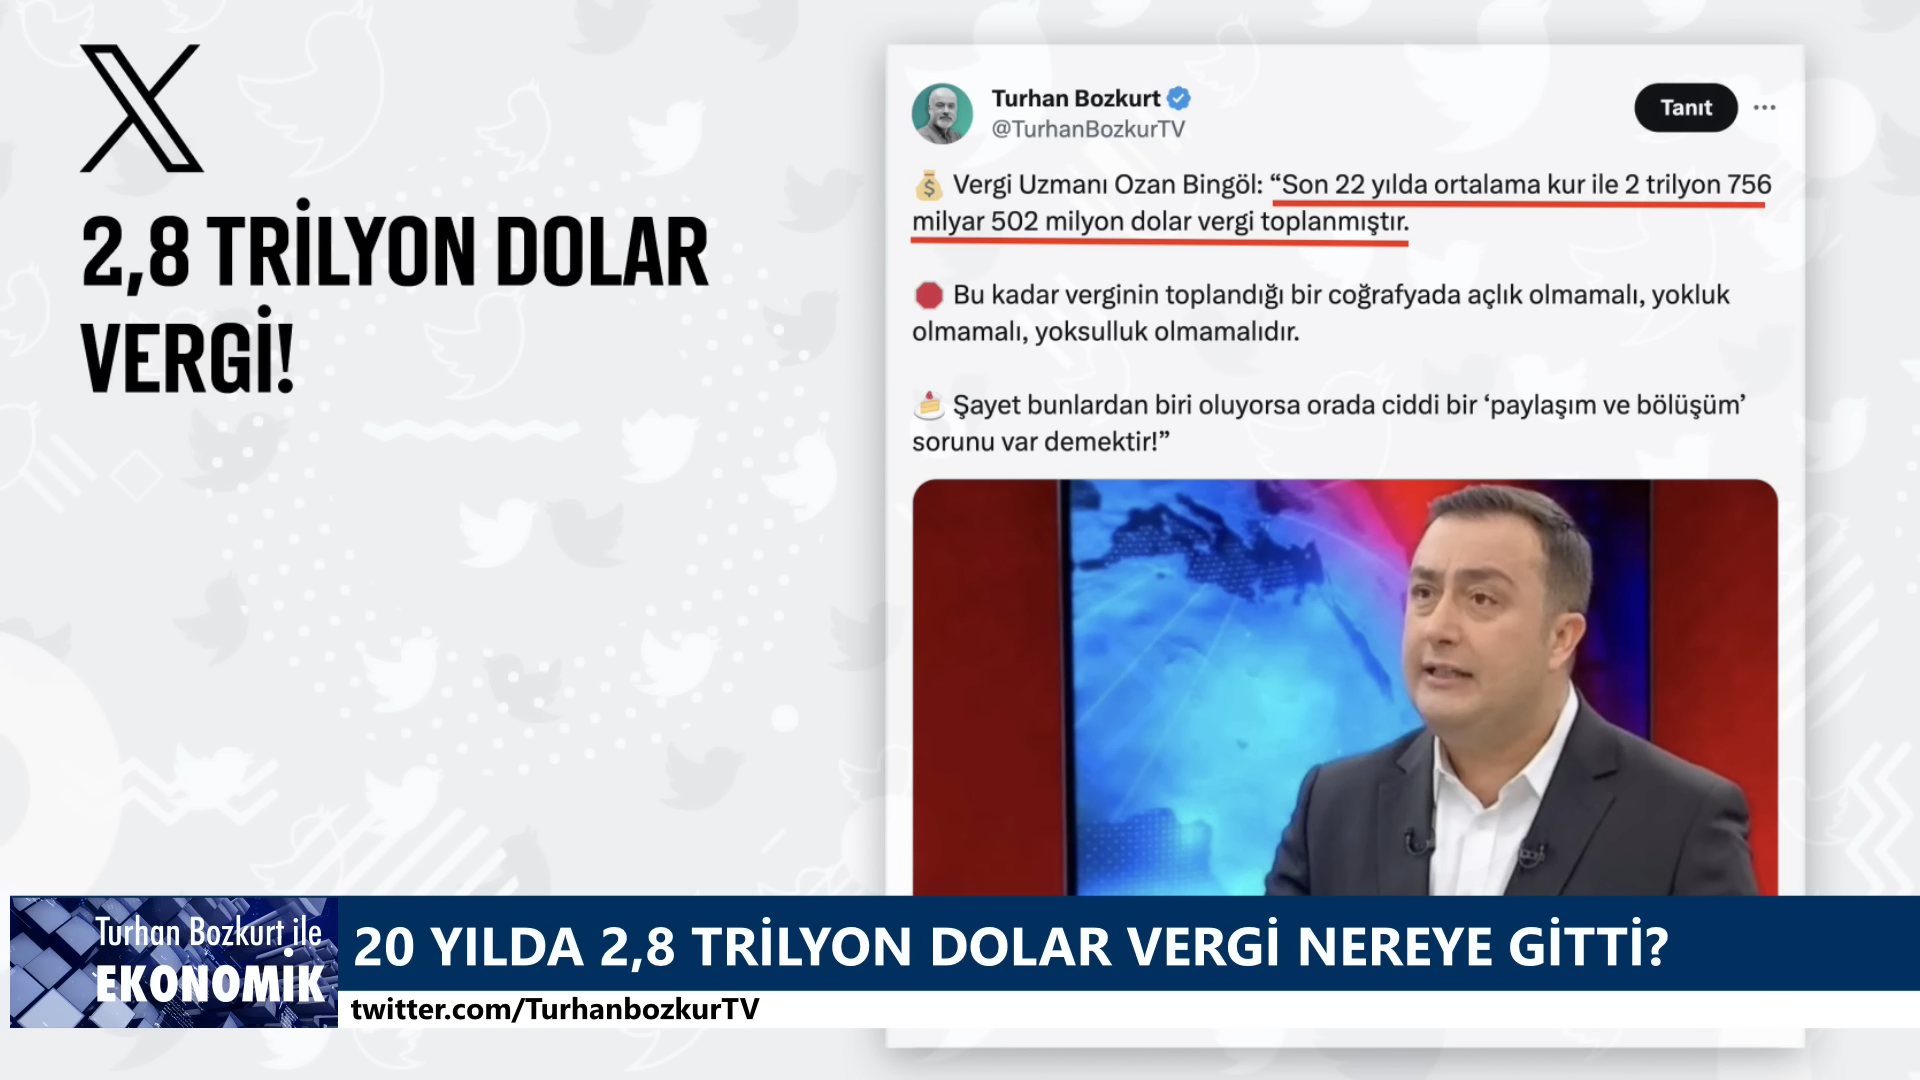 2,8 TRİLYON DOLAR
VERGİ!
Turhan Bozkurt
@TurhanBozkurTV
Tanıt
Vergi Uzmanı Ozan Bingöl: “Son 22 yılda ortalama kur ile 2 trilyon 756
milyar 502 milyon dolar vergi toplanmıştır.
Bu kadar verginin toplandığı bir coğrafyada açlık olmamalı, yokluk
olmamalı, yoksulluk olmamalıdır.
Şayet bunlardan biri oluyorsa orada ciddi bir ‘paylaşım ve bölüşüm’
sorunu var demektir!”
Turhan Bozkurt ile
EKONOMİK
20 YILDA 2,8 TRİLYON DOLAR VERGİ NEREYE GİTTİ?
twitter.com/TurhanbozkurTV